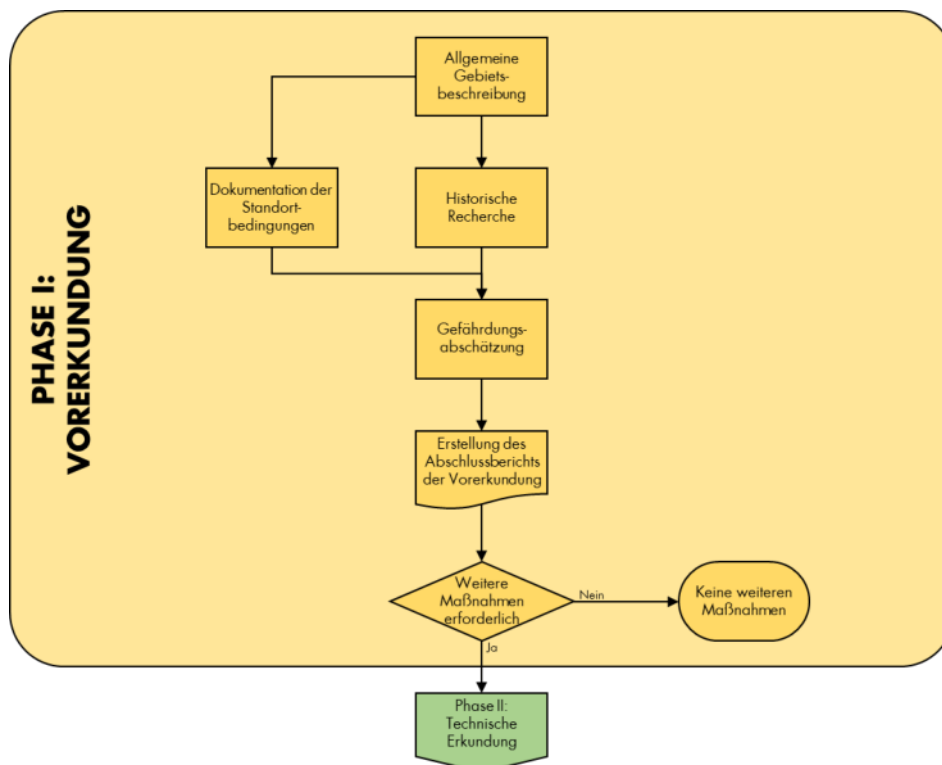 PHASE I:
VORERKUNDUNG
Allgemeine
Gebiets-
beschreibung
Dokumentation der
Standort-
bedingungen
Historische
Recherche
Gefährdungs-
abschätzung
Erstellung des
Abschlussberichts
der Vorerkundung
Weitere
Maßnahmen
erforderlich
Nein
Keine weiteren
Maßnahmen
Ja
Phase II:
Technische
Erkundung